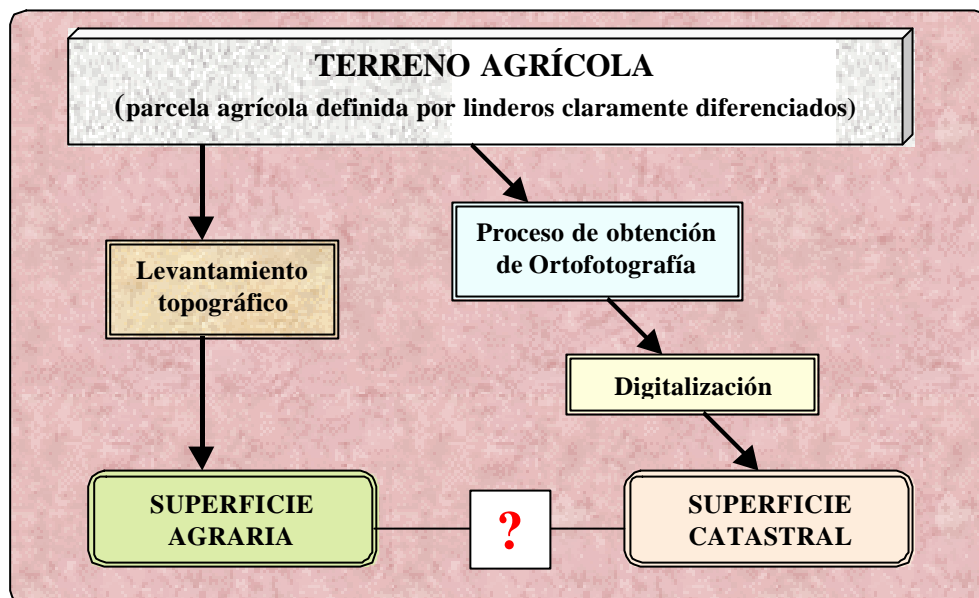 TERRENO AGRÍCOLA
(parcela agrícola definida por linderos claramente diferenciados)
Levantamiento
topográfico
Proceso de obtención
de Ortofotografía
Digitalización
SUPERFICIE
AGRARIA
?
SUPERFICIE
CATASTRAL